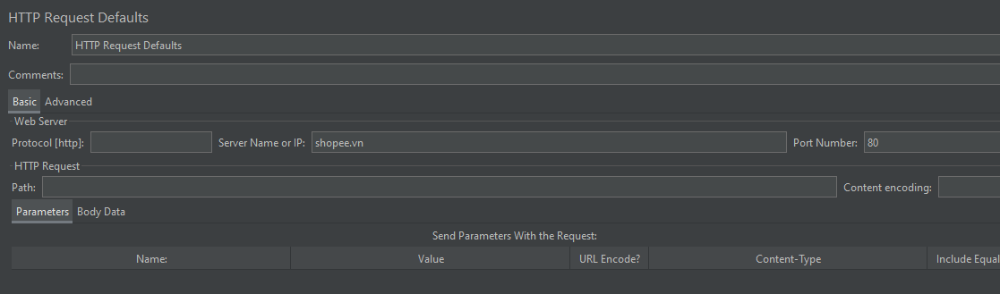 HTTP Request Defaults
Name: HTTP Request Defaults
Comments:
Basic Advanced
Web Server
Protocol [http]: Server Name or IP: shopee.vn Port Number: 80
HTTP Request
Path: Content encoding:
Parameters Body Data
Send Parameters With the Request:
Name: Value URL Encode? Content-Type Include Equal